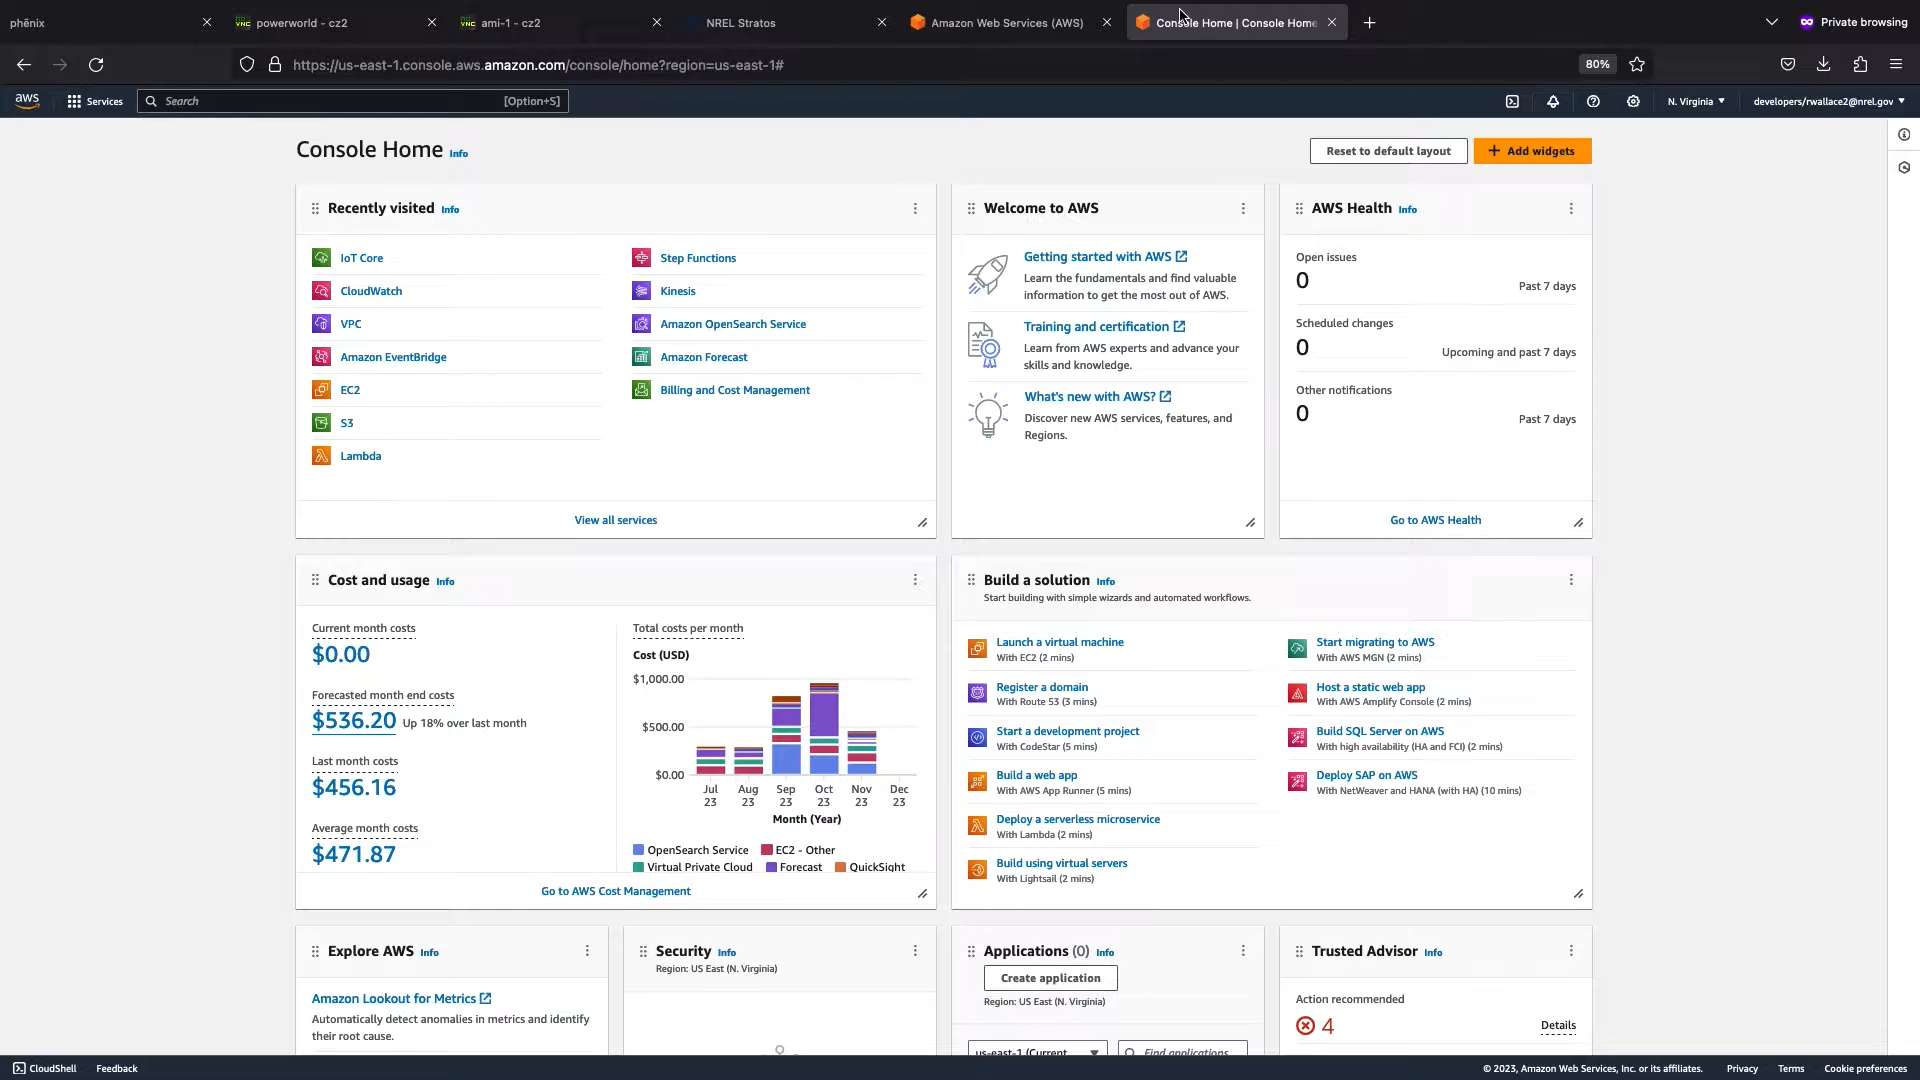 phēnix
powerworld - cz2
ami-1 - cz2
NREL Stratos
Amazon Web Services (AWS)
Console Home | Console Home
Private browsing
https://us-east-1.console.aws.amazon.com/console/home?region=us-east-1#
80%
aws
Services
Search
[Option+S]
N. Virginia
developers/rwallace2@nrel.gov
Console Home Info
Reset to default layout
Add widgets
Recently visited Info
IoT Core
CloudWatch
VPC
Amazon EventBridge
EC2
S3
Lambda
Step Functions
Kinesis
Amazon OpenSearch Service
Amazon Forecast
Billing and Cost Management
View all services
Welcome to AWS
Getting started with AWS
Learn the fundamentals and find valuable
information to get the most out of AWS.
Training and certification
Learn from AWS experts and advance your
skills and knowledge.
What's new with AWS?
Discover new AWS services, features, and
Regions.
AWS Health Info
Open issues
0
Past 7 days
Scheduled changes
0
Upcoming and past 7 days
Other notifications
0
Past 7 days
Go to AWS Health
Cost and usage Info
Current month costs
$0.00
Forecasted month end costs
$536.20 Up 18% over last month
Last month costs
$456.16
Average month costs
$471.87
Total costs per month
Cost (USD)
$1,000.00
$500.00
$0.00
Jul Aug Sep Oct Nov Dec
23 23 23 23 23 23
Month (Year)
OpenSearch Service EC2 - Other
Virtual Private Cloud Forecast QuickSight
Go to AWS Cost Management
Build a solution Info
Start building with simple wizards and automated workflows.
Launch a virtual machine
With EC2 (2 mins)
Register a domain
With Route 53 (3 mins)
Start a development project
With CodeStar (5 mins)
Build a web app
With AWS App Runner (5 mins)
Deploy a serverless microservice
With Lambda (2 mins)
Build using virtual servers
With Lightsail (2 mins)
Start migrating to AWS
With AWS MGN (2 mins)
Host a static web app
With AWS Amplify Console (2 mins)
Build SQL Server on AWS
With high availability (HA and FCI) (2 mins)
Deploy SAP on AWS
With NetWeaver and HANA (with HA) (10 mins)
Explore AWS Info
Amazon Lookout for Metrics
Automatically detect anomalies in metrics and identify
their root cause.
Security Info
Region: US East (N. Virginia)
Applications (0) Info
Create application
Region: US East (N. Virginia)
us-east-1 (Current
Find applications
Trusted Advisor Info
Action recommended
4
Details
CloudShell
Feedback
© 2023, Amazon Web Services, Inc. or its affiliates.
Privacy
Terms
Cookie preferences